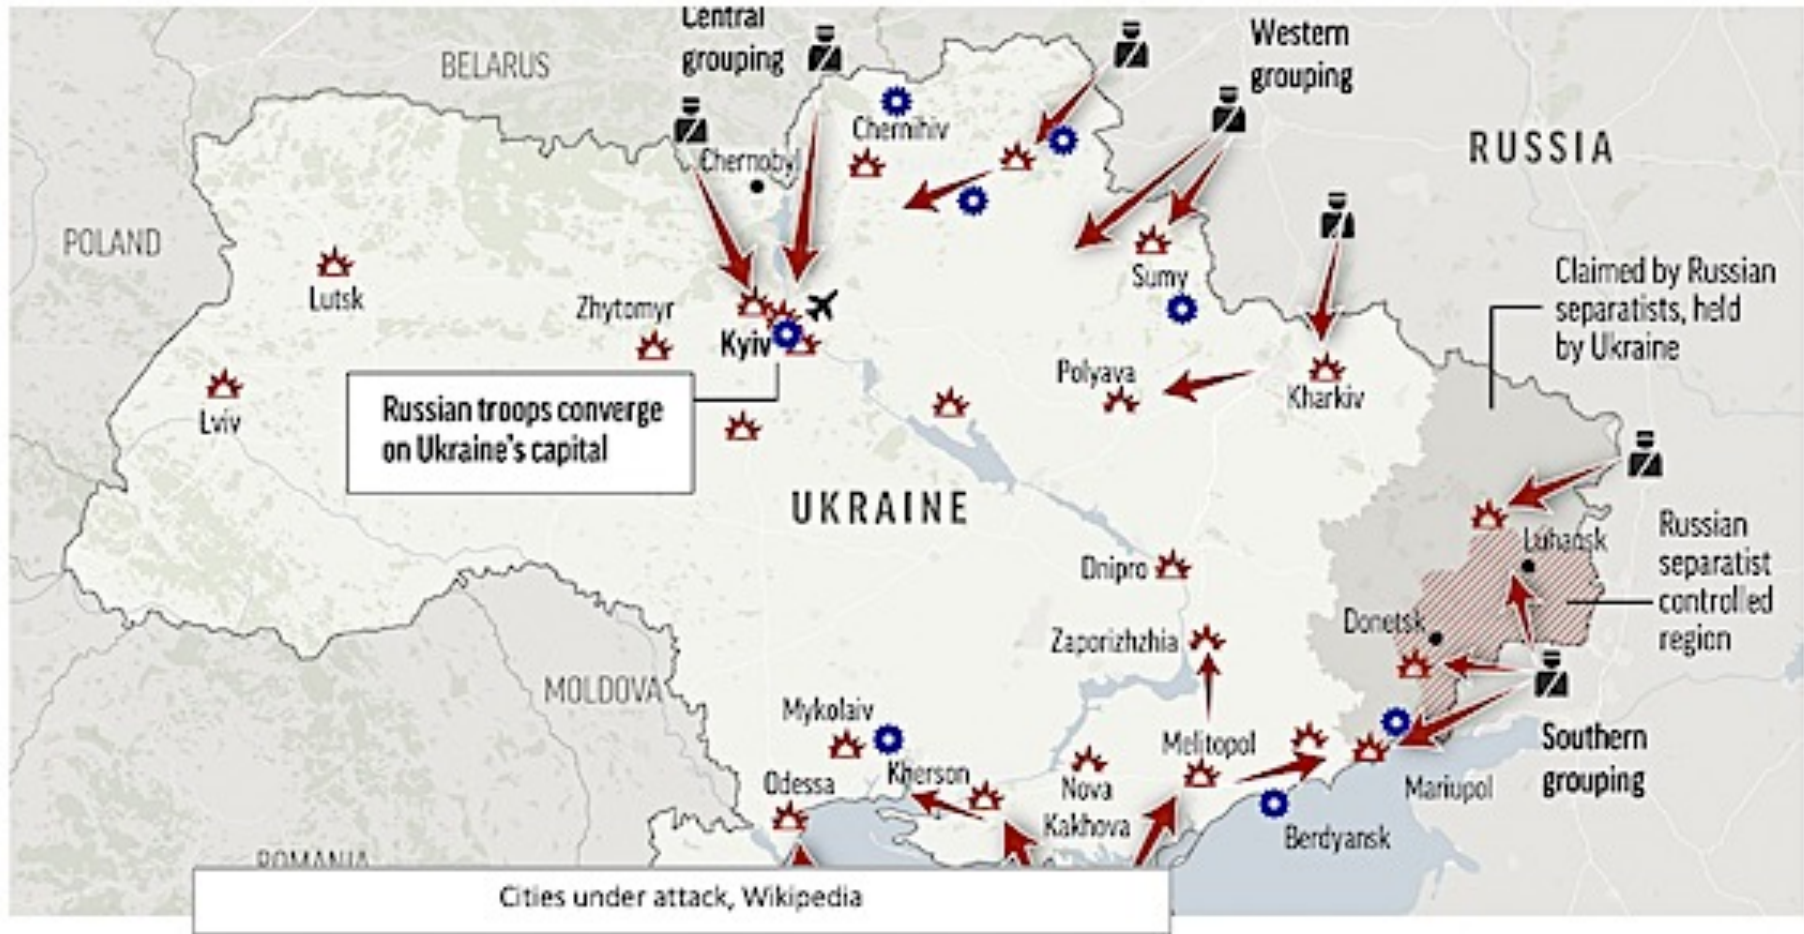 Central
grouping
Western
grouping
BELARUS
RUSSIA
Chernihiv
Chernobyl
POLAND
Sumy
Claimed by Russian
separatists, held
by Ukraine
Lutsk
Zhytomyr
Kyiv
Polyava
Kharkiv
Lviv
Russian troops converge
on Ukraine's capital
UKRAINE
Luhansk
Russian
separatist
controlled
region
Dnipro
Donetsk
Zaporizhzhia
MOLDOVA
Mykolaiv
Melitopol
Southern
grouping
Odessa
Kherson
Nova
Kakhova
Mariupol
Berdyansk
ROMANIA
Cities under attack, Wikipedia